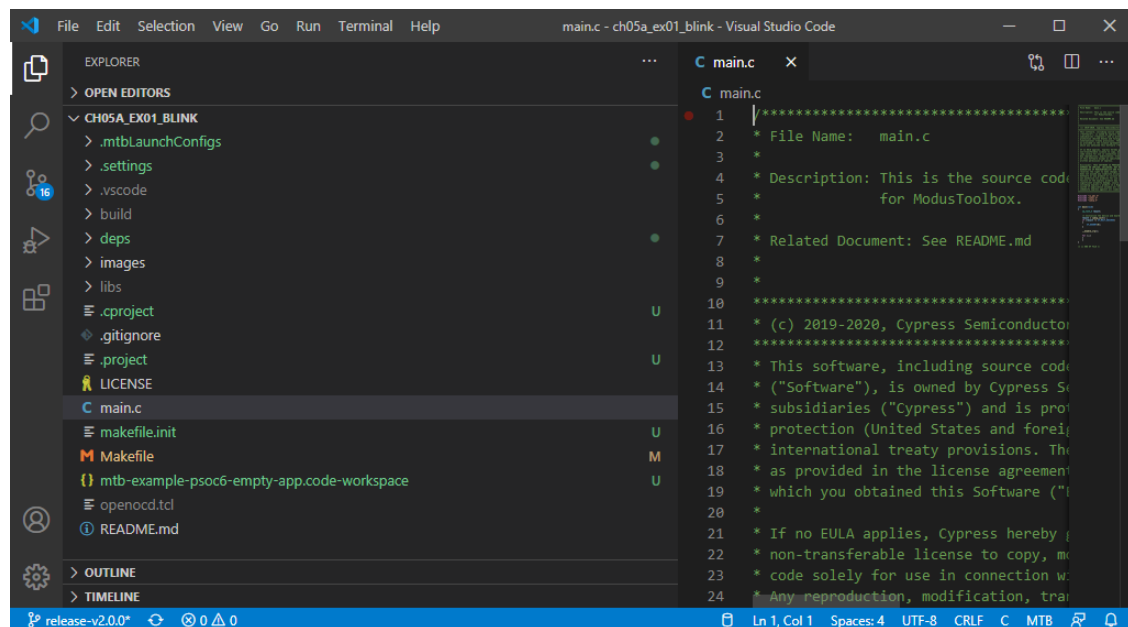 File Edit Selection View Go Run Terminal Help main.c - ch05a_ex01_blink - Visual Studio Code
EXPLORER
OPEN EDITORS
CH05A_EX01_BLINK
.mtbLaunchConfigs
.settings
.vscode
build
deps
images
libs
.cproject U
.gitignore
.project U
LICENSE
C main.c
makefile.init U
M Makefile M
{} mtb-example-psoc6-empty-app.code-workspace U
openocd.tcl
README.md
OUTLINE
TIMELINE
16
C main.c
C main.c
1 /*************************************
2 * File Name: main.c
3 *
4 * Description: This is the source code
5 * for ModusToolbox.
6 *
7 * Related Document: See README.md
8 *
9 *
10 *************************************
11 * (c) 2019-2020, Cypress Semiconductor
12 *************************************
13 * This software, including source code
14 * ("Software"), is owned by Cypress Se
15 * subsidiaries ("Cypress") and is prot
16 * protection (United States and foreig
17 * international treaty provisions. The
18 * as provided in the license agreement
19 * which you obtained this Software ("E
20 *
21 * If no EULA applies, Cypress hereby g
22 * non-transferable license to copy, mo
23 * code solely for use in connection wi
24 * Any reproduction, modification, tran
release-v2.0.0* 0 0 Ln 1, Col 1 Spaces: 4 UTF-8 CRLF C MTB